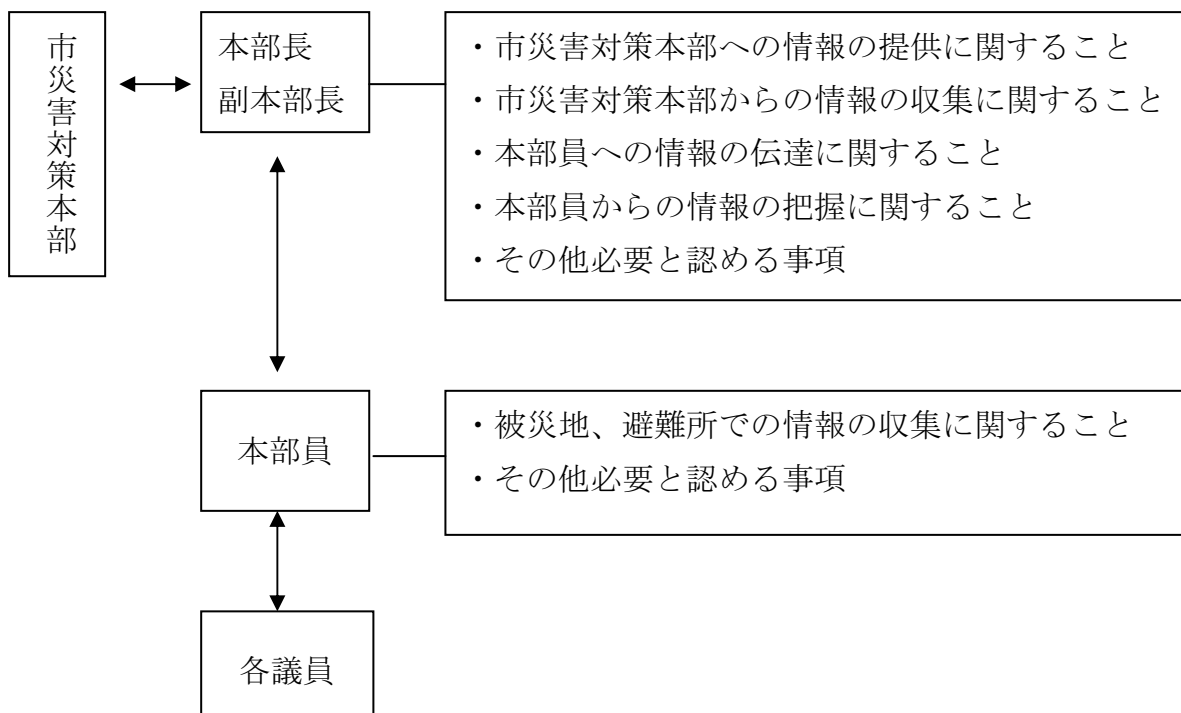 市災害対策本部
本部長
副本部長
・市災害対策本部への情報の提供に関すること
・市災害対策本部からの情報の収集に関すること
・本部員への情報の伝達に関すること
・本部員からの情報の把握に関すること
・その他必要と認める事項
本部員
・被災地、避難所での情報の収集に関すること
・その他必要と認める事項
各議員